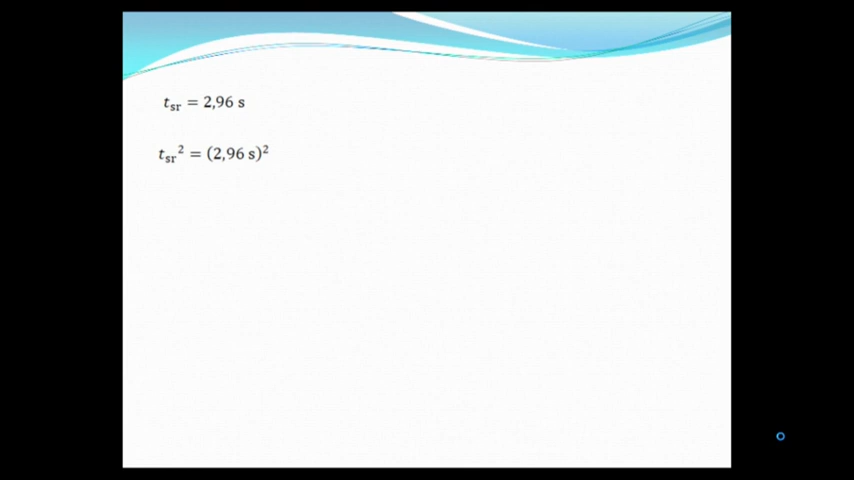 t_sr = 2,96 s
t_sr² = (2,96 s)²